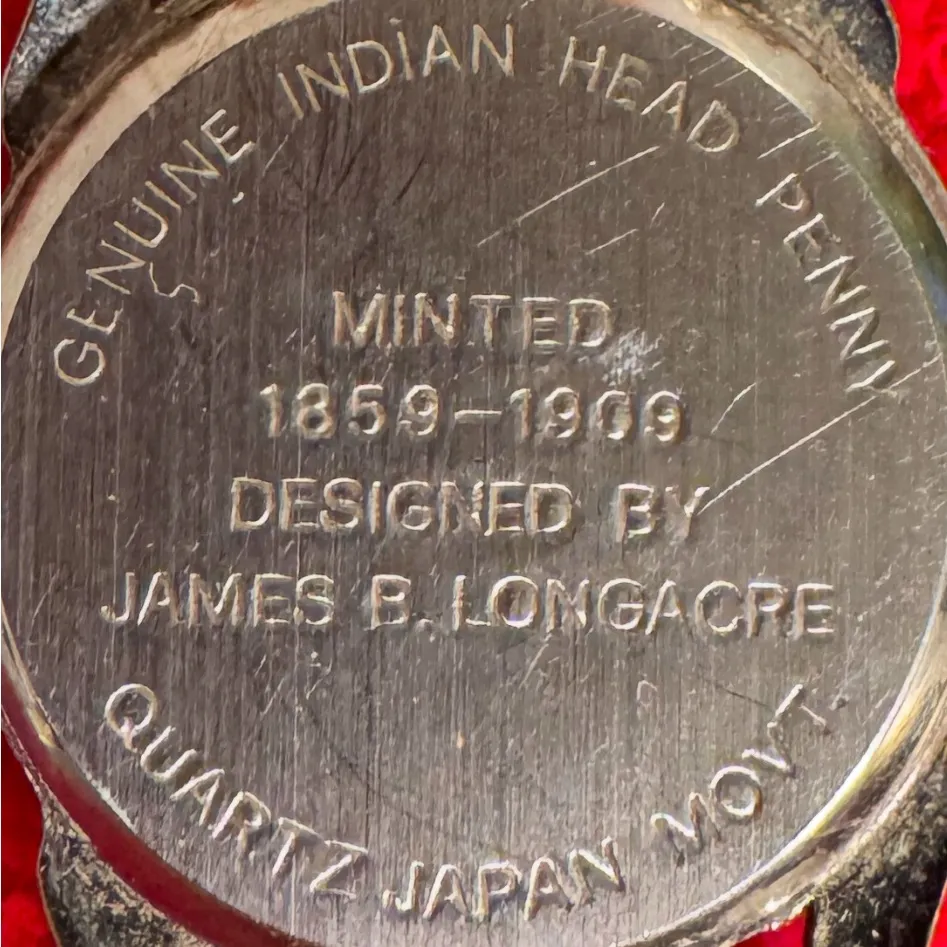 GENUINE INDIAN HEAD PENNY
MINTED
1859-1909
DESIGNED BY
JAMES B. LONGACRE
QUARTZ JAPAN MOVT